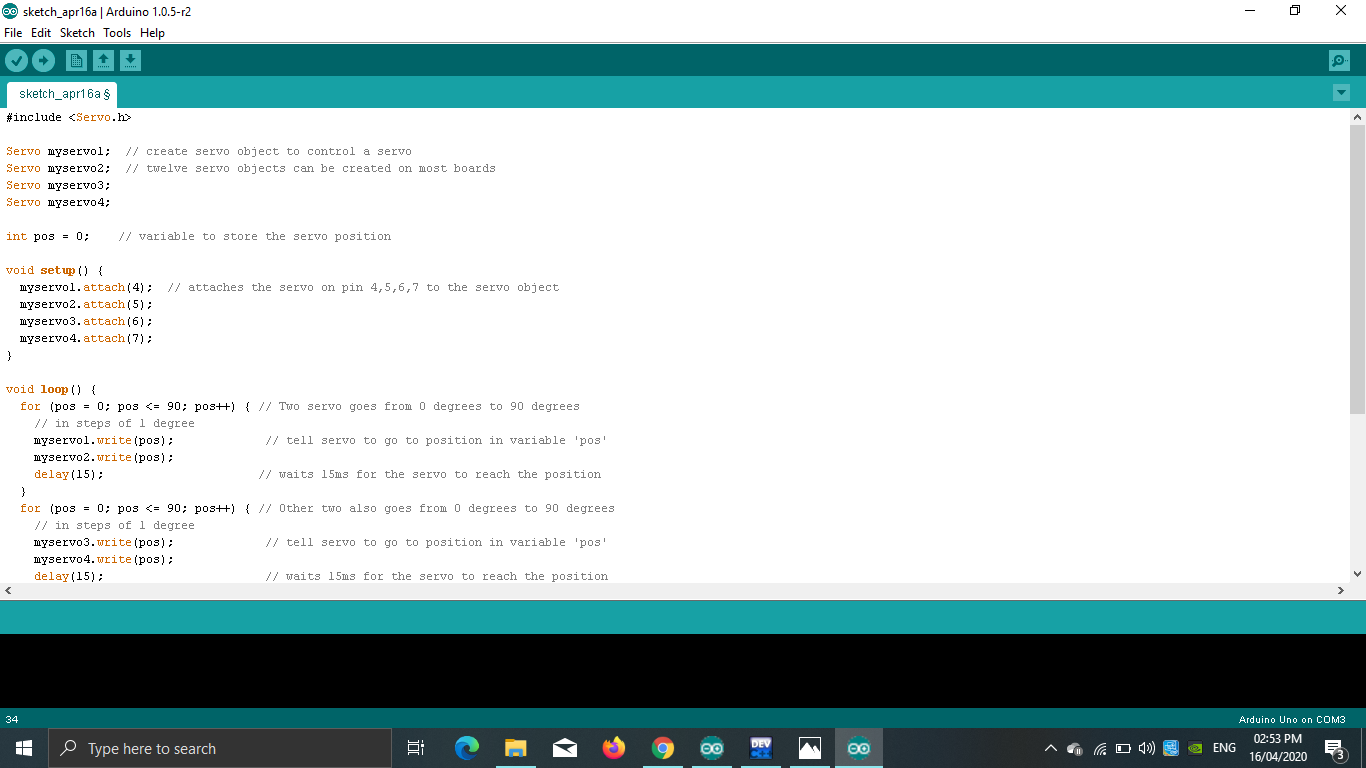 sketch_apr16a | Arduino 1.0.5-r2
File Edit Sketch Tools Help
sketch_apr16a §
#include <Servo.h>
Servo myservo1;  // create servo object to control a servo
Servo myservo2;  // twelve servo objects can be created on most boards
Servo myservo3;
Servo myservo4;
int pos = 0;    // variable to store the servo position
void setup() {
  myservo1.attach(4);  // attaches the servo on pin 4,5,6,7 to the servo object
  myservo2.attach(5);
  myservo3.attach(6);
  myservo4.attach(7);
}
void loop() {
  for (pos = 0; pos <= 90; pos++) { // Two servo goes from 0 degrees to 90 degrees
    // in steps of 1 degree
    myservo1.write(pos);             // tell servo to go to position in variable 'pos'
    myservo2.write(pos);
    delay(15);                      // waits 15ms for the servo to reach the position
  }
  for (pos = 0; pos <= 90; pos++) { // Other two also goes from 0 degrees to 90 degrees
    // in steps of 1 degree
    myservo3.write(pos);             // tell servo to go to position in variable 'pos'
    myservo4.write(pos);
    delay(15);                       // waits 15ms for the servo to reach the position
34
Arduino Uno on COM3
Type here to search
DEV
ENG
02:53 PM
16/04/2020
3